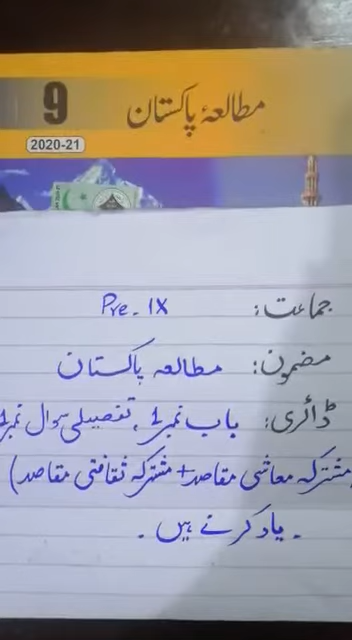 9
مطالعۂ پاکستان
2020-21
جماعت: Pre-IX
مضمون: مطالعہ پاکستان
ڈائری: باب نمبر 1، تفصیلی سوال نمبر 1
(مشترکہ معاشی مقاصد + مشترکہ ثقافتی مقاصد)
۔ یاد کرنے ہیں ۔